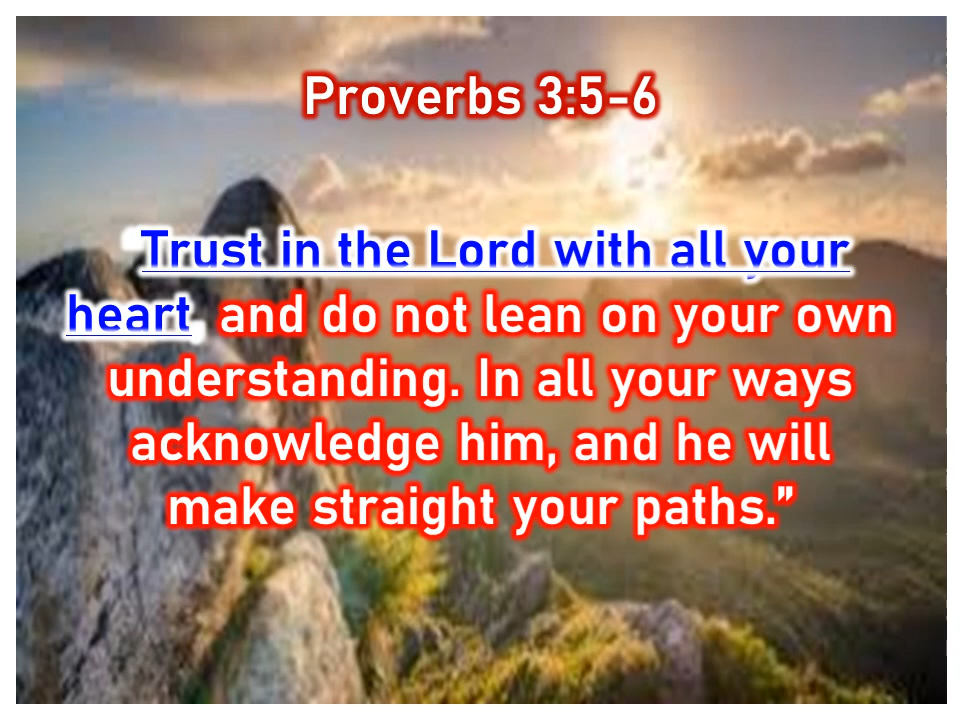 Proverbs 3:5-6
Trust in the Lord with all your
heart, and do not lean on your own
understanding. In all your ways
acknowledge him, and he will
make straight your paths.”